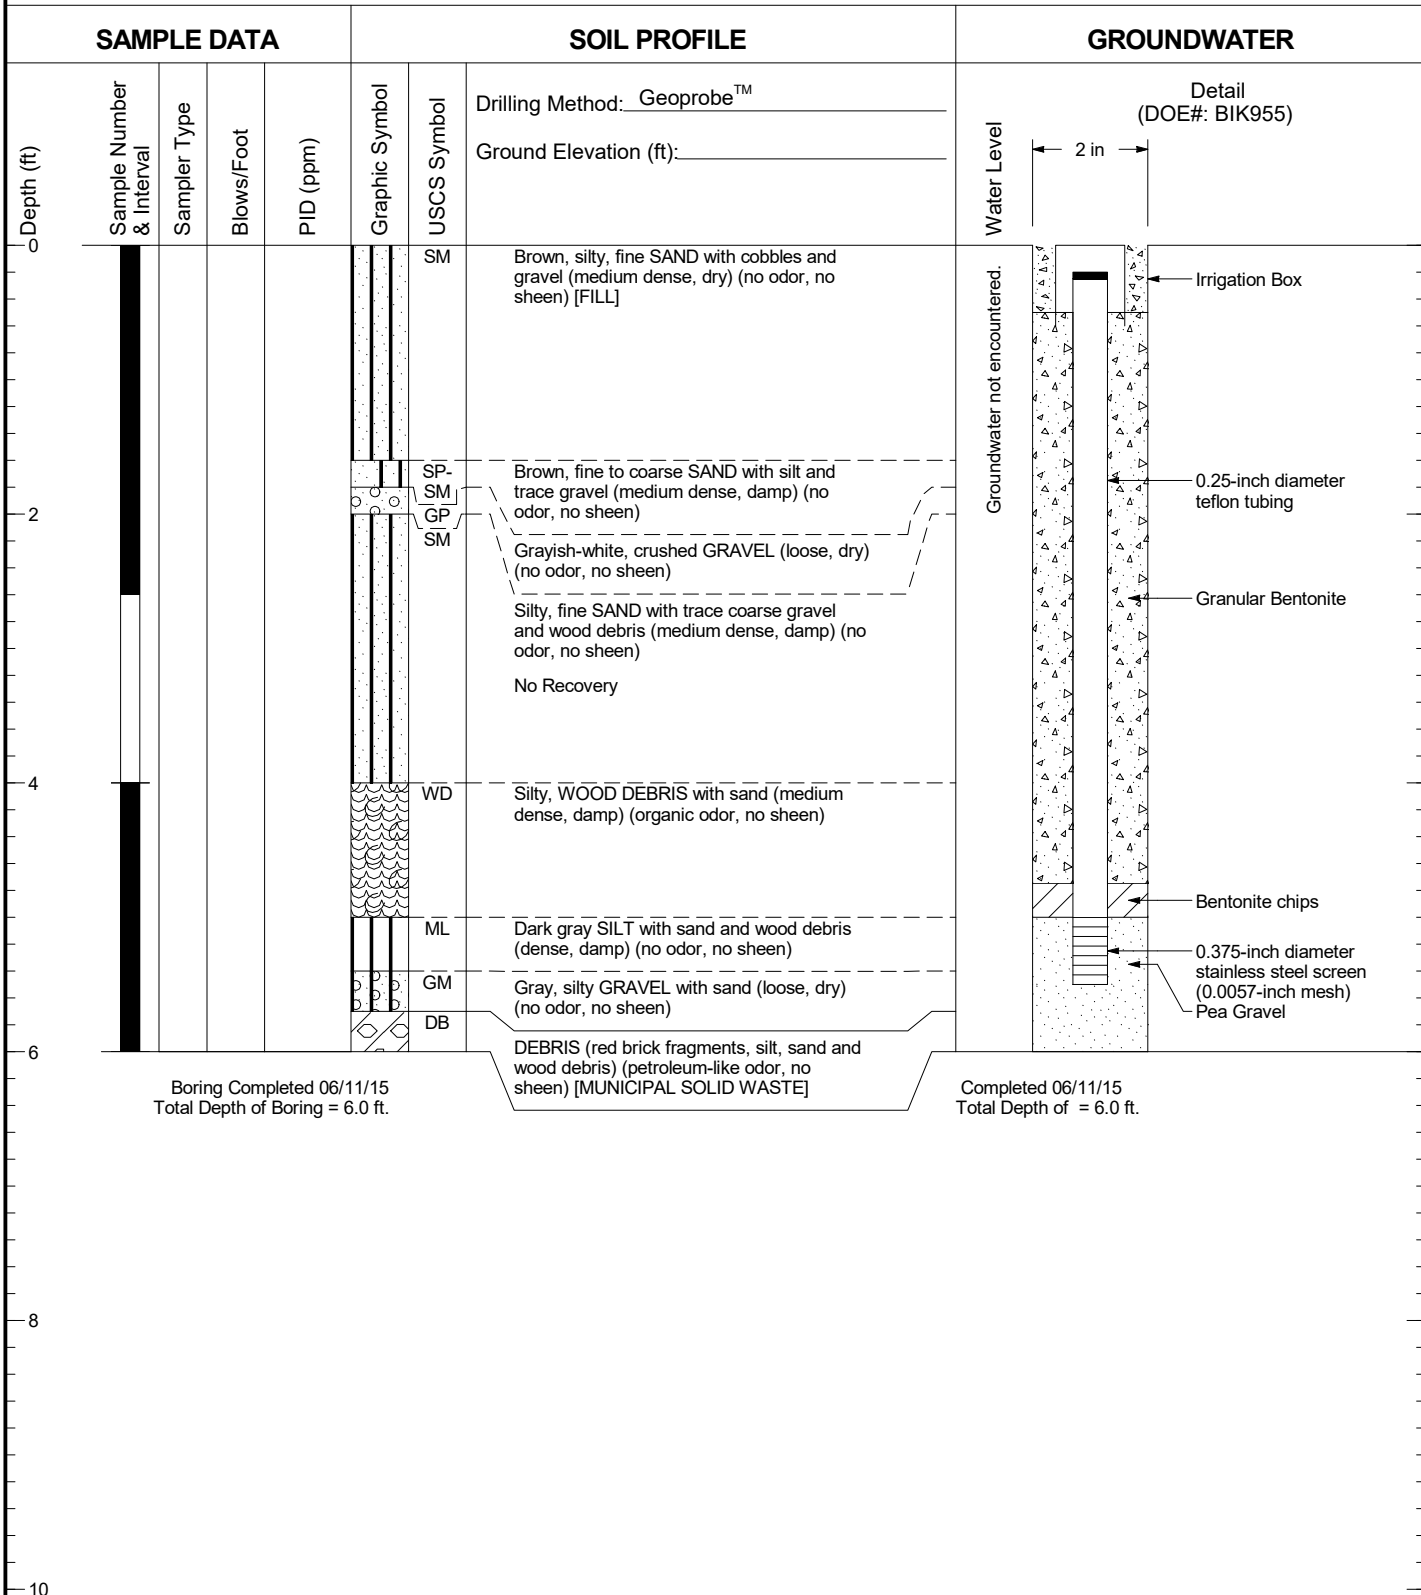 SAMPLE DATA
SOIL PROFILE
GROUNDWATER
Depth (ft)
Sample Number
& Interval
Sampler Type
Blows/Foot
PID (ppm)
Graphic Symbol
USCS Symbol
Drilling Method: Geoprobe™
Ground Elevation (ft):
Water Level
Detail
(DOE#: BIK955)
2 in
0
SM
Brown, silty, fine SAND with cobbles and
gravel (medium dense, dry) (no odor, no
sheen) [FILL]
Groundwater not encountered.
Irrigation Box
SP-
SM
Brown, fine to coarse SAND with silt and
trace gravel (medium dense, damp) (no
odor, no sheen)
0.25-inch diameter
teflon tubing
2
GP
SM
Grayish-white, crushed GRAVEL (loose, dry)
(no odor, no sheen)
Silty, fine SAND with trace coarse gravel
and wood debris (medium dense, damp) (no
odor, no sheen)
Granular Bentonite
No Recovery
4
WD
Silty, WOOD DEBRIS with sand (medium
dense, damp) (organic odor, no sheen)
Bentonite chips
ML
Dark gray SILT with sand and wood debris
(dense, damp) (no odor, no sheen)
0.375-inch diameter
stainless steel screen
(0.0057-inch mesh)
Pea Gravel
GM
Gray, silty GRAVEL with sand (loose, dry)
(no odor, no sheen)
DB
6
DEBRIS (red brick fragments, silt, sand and
wood debris) (petroleum-like odor, no
sheen) [MUNICIPAL SOLID WASTE]
Boring Completed 06/11/15
Total Depth of Boring = 6.0 ft.
Completed 06/11/15
Total Depth of = 6.0 ft.
8
10